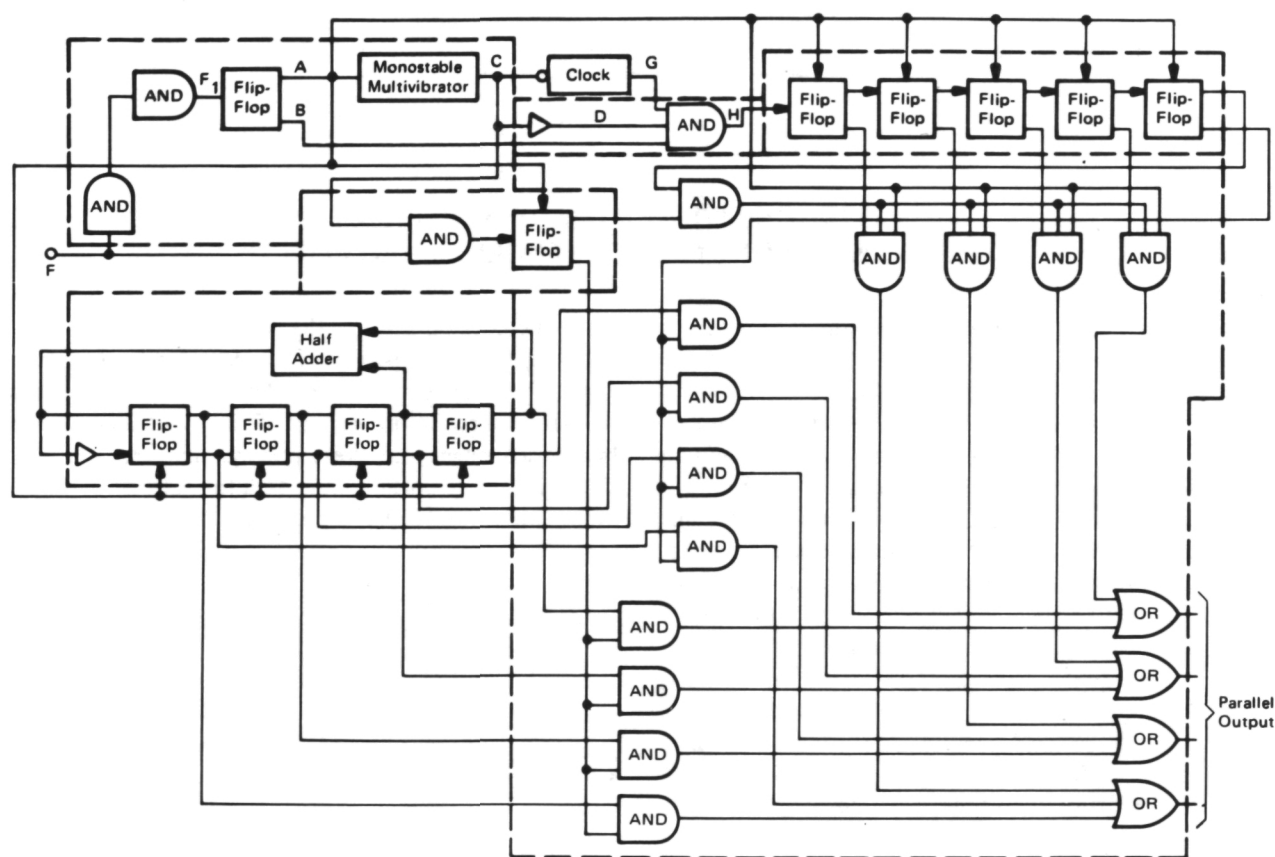 A
C
G
Monostable
Multivibrator
Clock
AND
F1
Flip-
Flop
B
D
AND
H
Flip-
Flop
Flip-
Flop
Flip-
Flop
Flip-
Flop
Flip-
Flop
AND
AND
AND
Flip-
Flop
F
AND
AND
AND
AND
Half
Adder
AND
AND
Flip-
Flop
Flip-
Flop
Flip-
Flop
Flip-
Flop
AND
AND
AND
OR
AND
OR
Parallel
Output
AND
OR
AND
OR